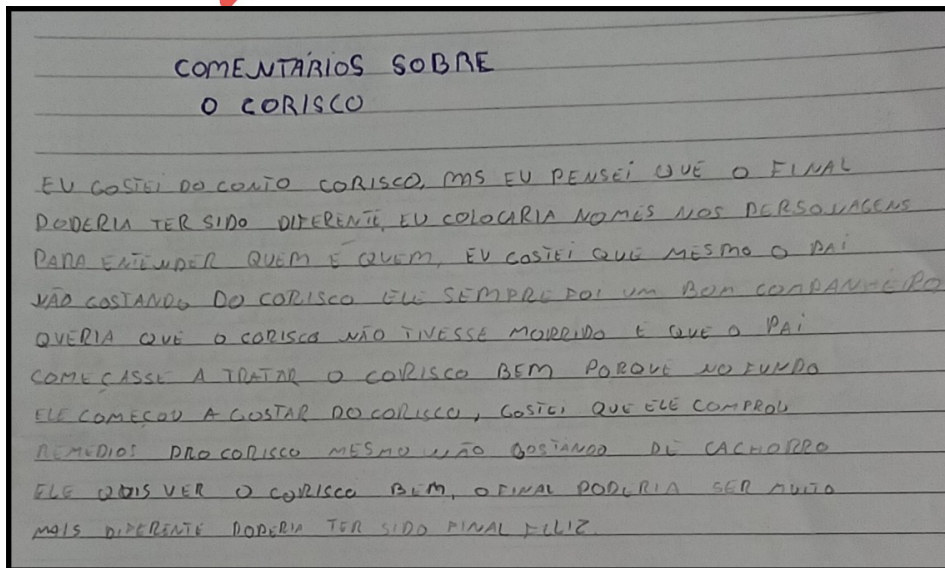 COMENTÁRIOS SOBRE
O CORISCO
EU GOSTEI DO CONTO CORISCO, MS EU PENSEI QUE O FINAL
PODERIA TER SIDO DIFERENTE, EU COLOCARIA NOMES NOS PERSONAGENS
PARA ENTENDER QUEM E QUEM, EU GOSTEI QUE MESMO O PAI
NÃO GOSTANDO DO CORISCO ELE SEMPRE FOI UM BOM COMPANHEIRO
QUERIA QUE O CORISCO NÃO TIVESSE MORRIDO E QUE O PAI
COMEÇASSE A TRATAR O CORISCO BEM PORQUE NO FUNDO
ELE COMEÇOU A GOSTAR DO CORISCO, GOSTEI QUE ELE COMPROU
REMEDIOS PRO CORISCO MESMO NÃO GOSTANDO DE CACHORRO
ELE QUIS VER O CORISCO BEM, O FINAL PODERIA SER MUITO
MAIS DIFERENTE PODERIA TER SIDO FINAL FELIZ.